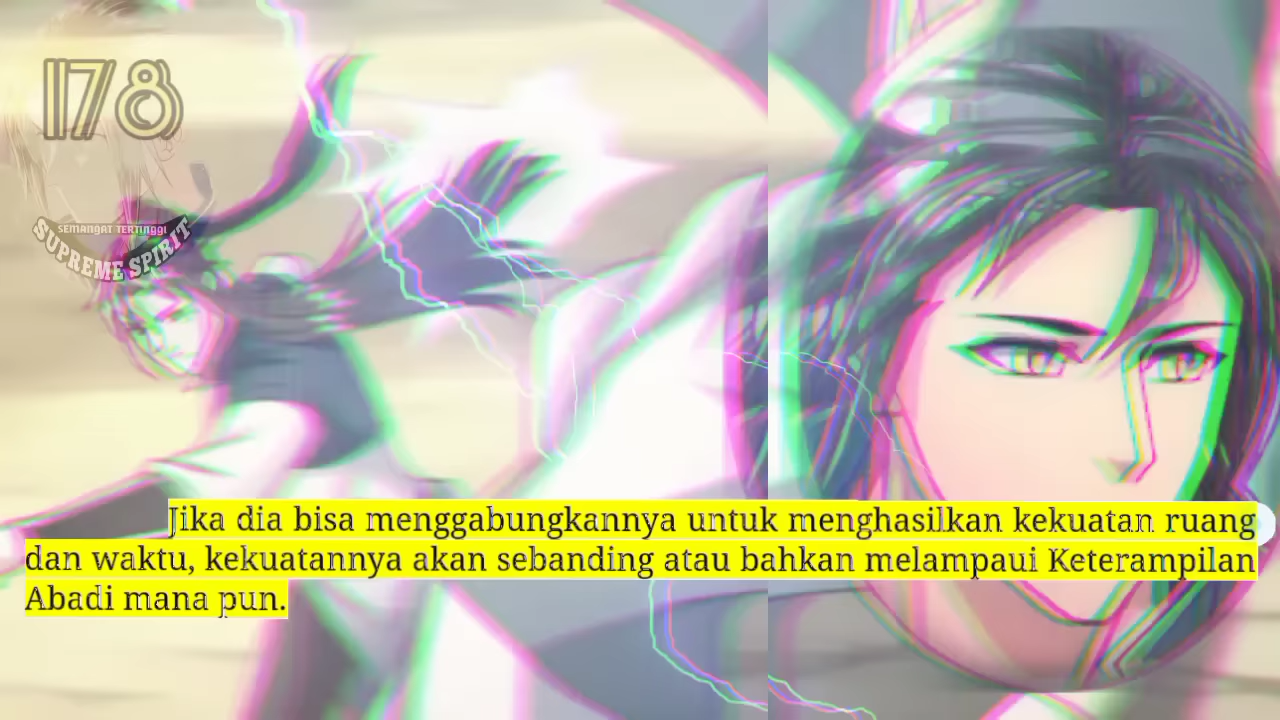 178
SEMANGAT TERTINGGI
SUPREME SPIRIT
Jika dia bisa menggabungkannya untuk menghasilkan kekuatan ruang
dan waktu, kekuatannya akan sebanding atau bahkan melampaui Keterampilan
Abadi mana pun.